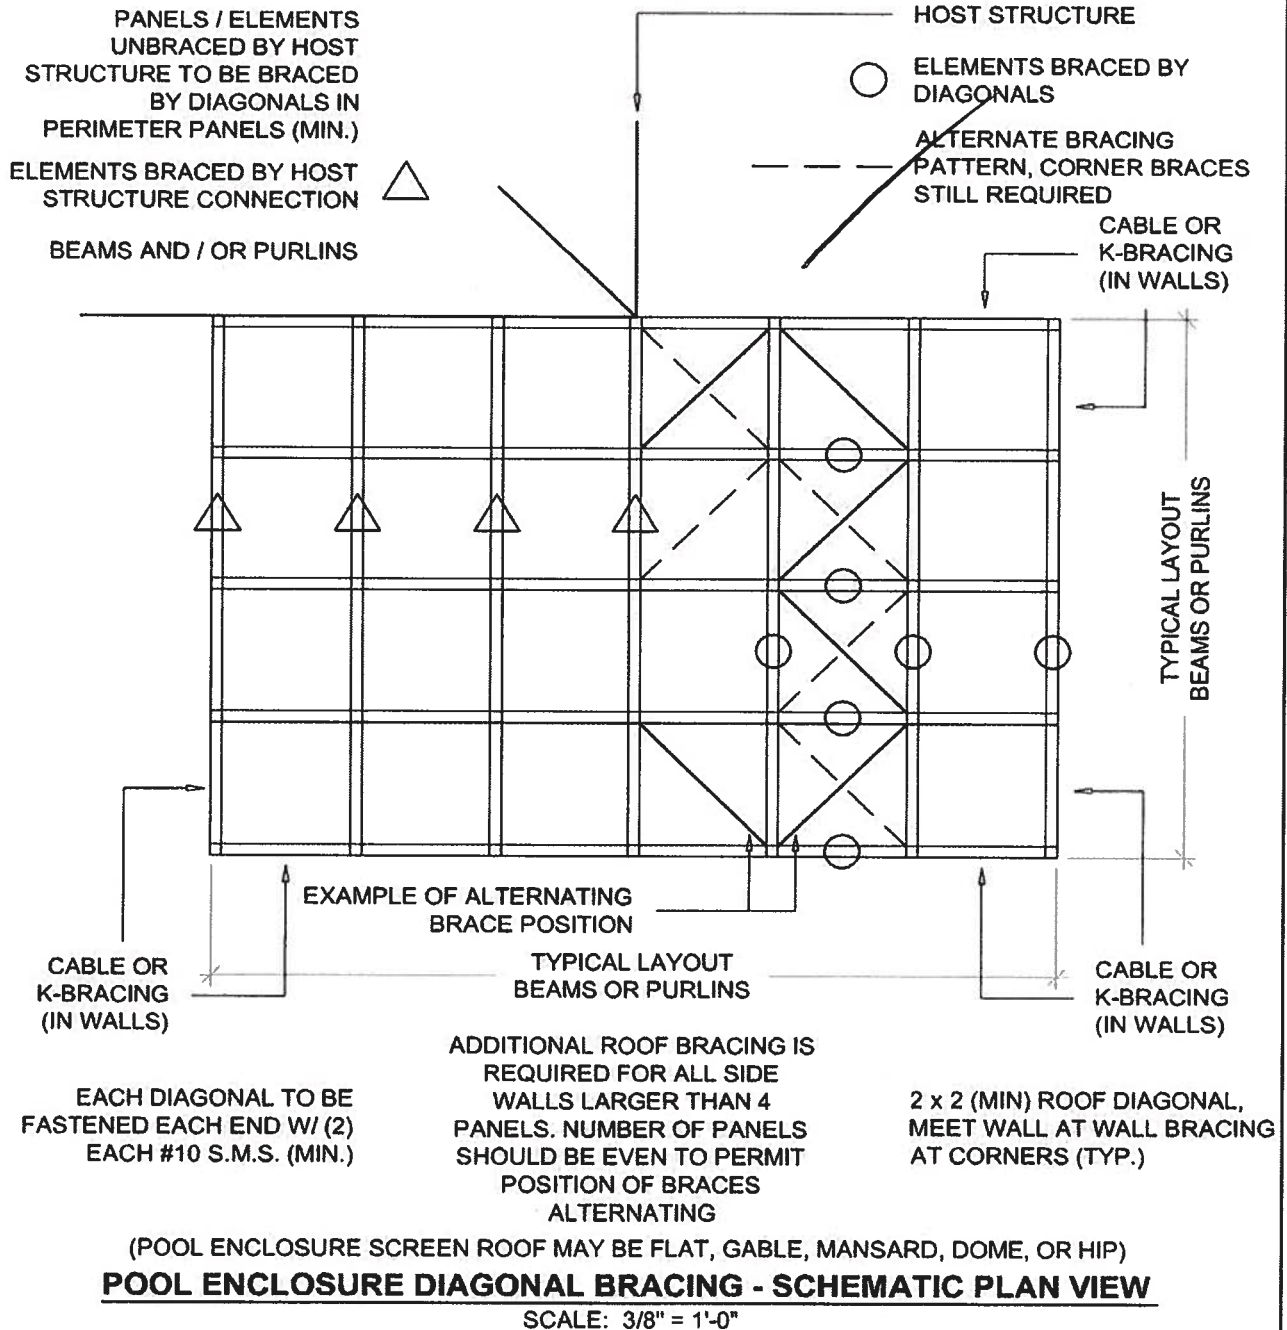 PANELS / ELEMENTS
UNBRACED BY HOST
STRUCTURE TO BE BRACED
BY DIAGONALS IN
PERIMETER PANELS (MIN.)
ELEMENTS BRACED BY HOST
STRUCTURE CONNECTION
BEAMS AND / OR PURLINS
HOST STRUCTURE
ELEMENTS BRACED BY
DIAGONALS
ALTERNATE BRACING
PATTERN, CORNER BRACES
STILL REQUIRED
CABLE OR
K-BRACING
(IN WALLS)
TYPICAL LAYOUT
BEAMS OR PURLINS
EXAMPLE OF ALTERNATING
BRACE POSITION
CABLE OR
K-BRACING
(IN WALLS)
TYPICAL LAYOUT
BEAMS OR PURLINS
CABLE OR
K-BRACING
(IN WALLS)
EACH DIAGONAL TO BE
FASTENED EACH END W/ (2)
EACH #10 S.M.S. (MIN.)
ADDITIONAL ROOF BRACING IS
REQUIRED FOR ALL SIDE
WALLS LARGER THAN 4
PANELS. NUMBER OF PANELS
SHOULD BE EVEN TO PERMIT
POSITION OF BRACES
ALTERNATING
2 x 2 (MIN) ROOF DIAGONAL,
MEET WALL AT WALL BRACING
AT CORNERS (TYP.)
(POOL ENCLOSURE SCREEN ROOF MAY BE FLAT, GABLE, MANSARD, DOME, OR HIP)
POOL ENCLOSURE DIAGONAL BRACING - SCHEMATIC PLAN VIEW
SCALE: 3/8" = 1'-0"